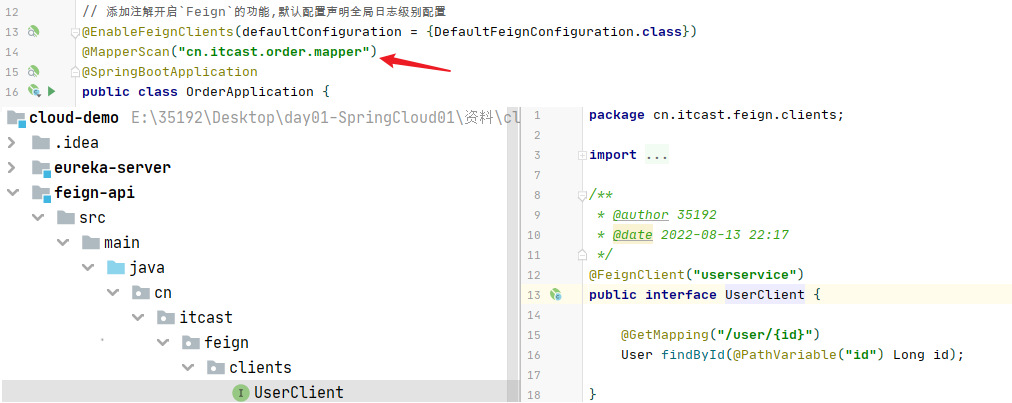 12 // 添加注解开启`Feign`的功能,默认配置声明全局日志级别配置
13 @EnableFeignClients(defaultConfiguration = {DefaultFeignConfiguration.class})
14 @MapperScan("cn.itcast.order.mapper")
15 @SpringBootApplication
16 public class OrderApplication {
cloud-demo E:\35192\Desktop\day01-SpringCloud01\资料\cl
.idea
eureka-server
feign-api
src
main
java
cn
itcast
feign
clients
UserClient
1 package cn.itcast.feign.clients;
2
3 import ...
7
8 /**
9 * @author 35192
10 * @date 2022-08-13 22:17
11 */
12 @FeignClient("userservice")
13 public interface UserClient {
14
15 @GetMapping("/user/{id}")
16 User findById(@PathVariable("id") Long id);
17
18 }